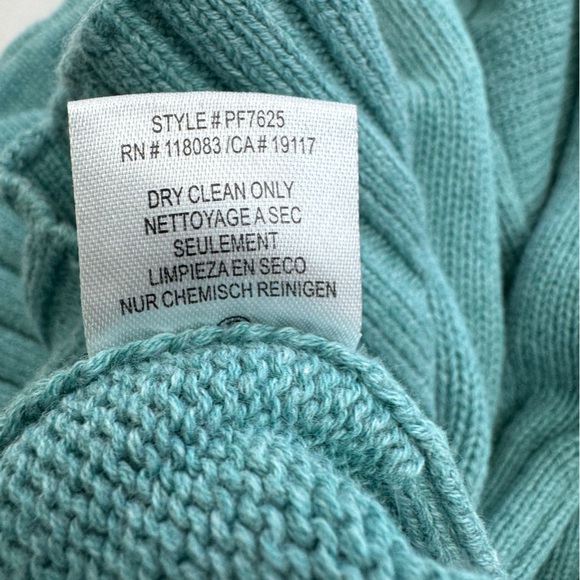 STYLE # PF7625
RN # 118083 /CA# 19117
DRY CLEAN ONLY
NETTOYAGE A SEC
SEULEMENT
LIMPIEZA EN SECO
NUR CHEMISCH REINIGEN